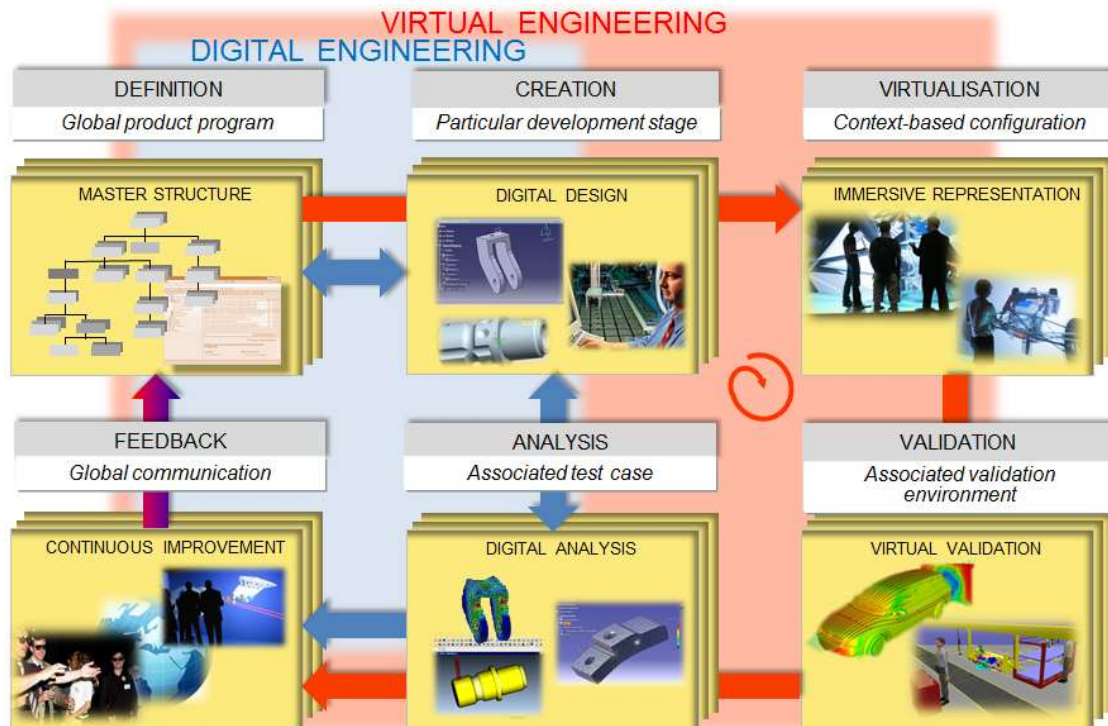 VIRTUAL ENGINEERING
DIGITAL ENGINEERING
DEFINITION
Global product program
CREATION
Particular development stage
VIRTUALISATION
Context-based configuration
MASTER STRUCTURE
DIGITAL DESIGN
IMMERSIVE REPRESENTATION
FEEDBACK
Global communication
ANALYSIS
Associated test case
VALIDATION
Associated validation
environment
CONTINUOUS IMPROVEMENT
DIGITAL ANALYSIS
VIRTUAL VALIDATION